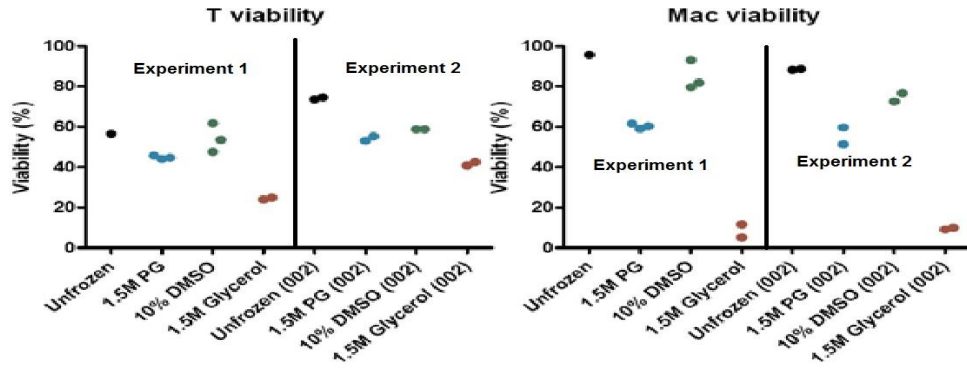 T viability
Viability (%)
100
80
60
40
20
0
Experiment 1
Experiment 2
Unfrozen
1.5M PG
10% DMSO
1.5M Glycerol
Unfrozen (002)
1.5M PG (002)
10% DMSO (002)
1.5M Glycerol (002)
Mac viability
Viability (%)
100
80
60
40
20
0
Experiment 1
Experiment 2
Unfrozen
1.5M PG
10% DMSO
1.5M Glycerol
Unfrozen (002)
1.5M PG (002)
10% DMSO (002)
1.5M Glycerol (002)